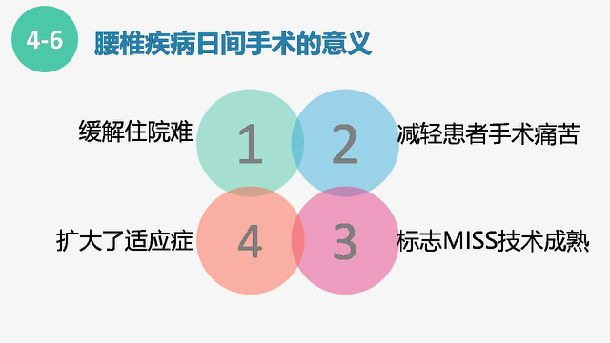 4-6
腰椎疾病日间手术的意义
缓解住院难
1
2
减轻患者手术痛苦
扩大了适应症
4
3
标志MISS技术成熟